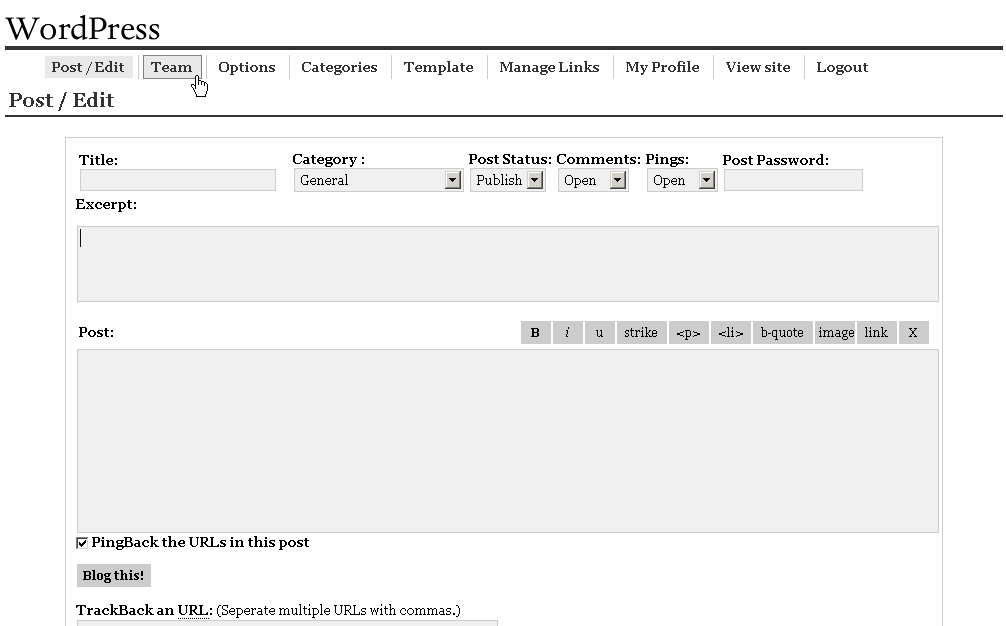 WordPress
Post / Edit Team Options Categories Template Manage Links My Profile View site Logout
Post / Edit
Title: Category : Post Status: Comments: Pings: Post Password:
General Publish Open Open
Excerpt:
Post: B i u strike <p> <li> b-quote image link X
PingBack the URLs in this post
Blog this!
TrackBack an URL: (Seperate multiple URLs with commas.)